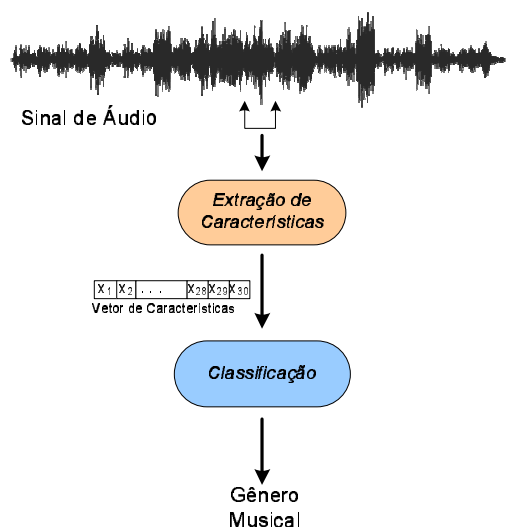 Sinal de Áudio
Extração de
Características
X1 X2 . . . X28 X29 X30
Vetor de Características
Classificação
Gênero
Musical